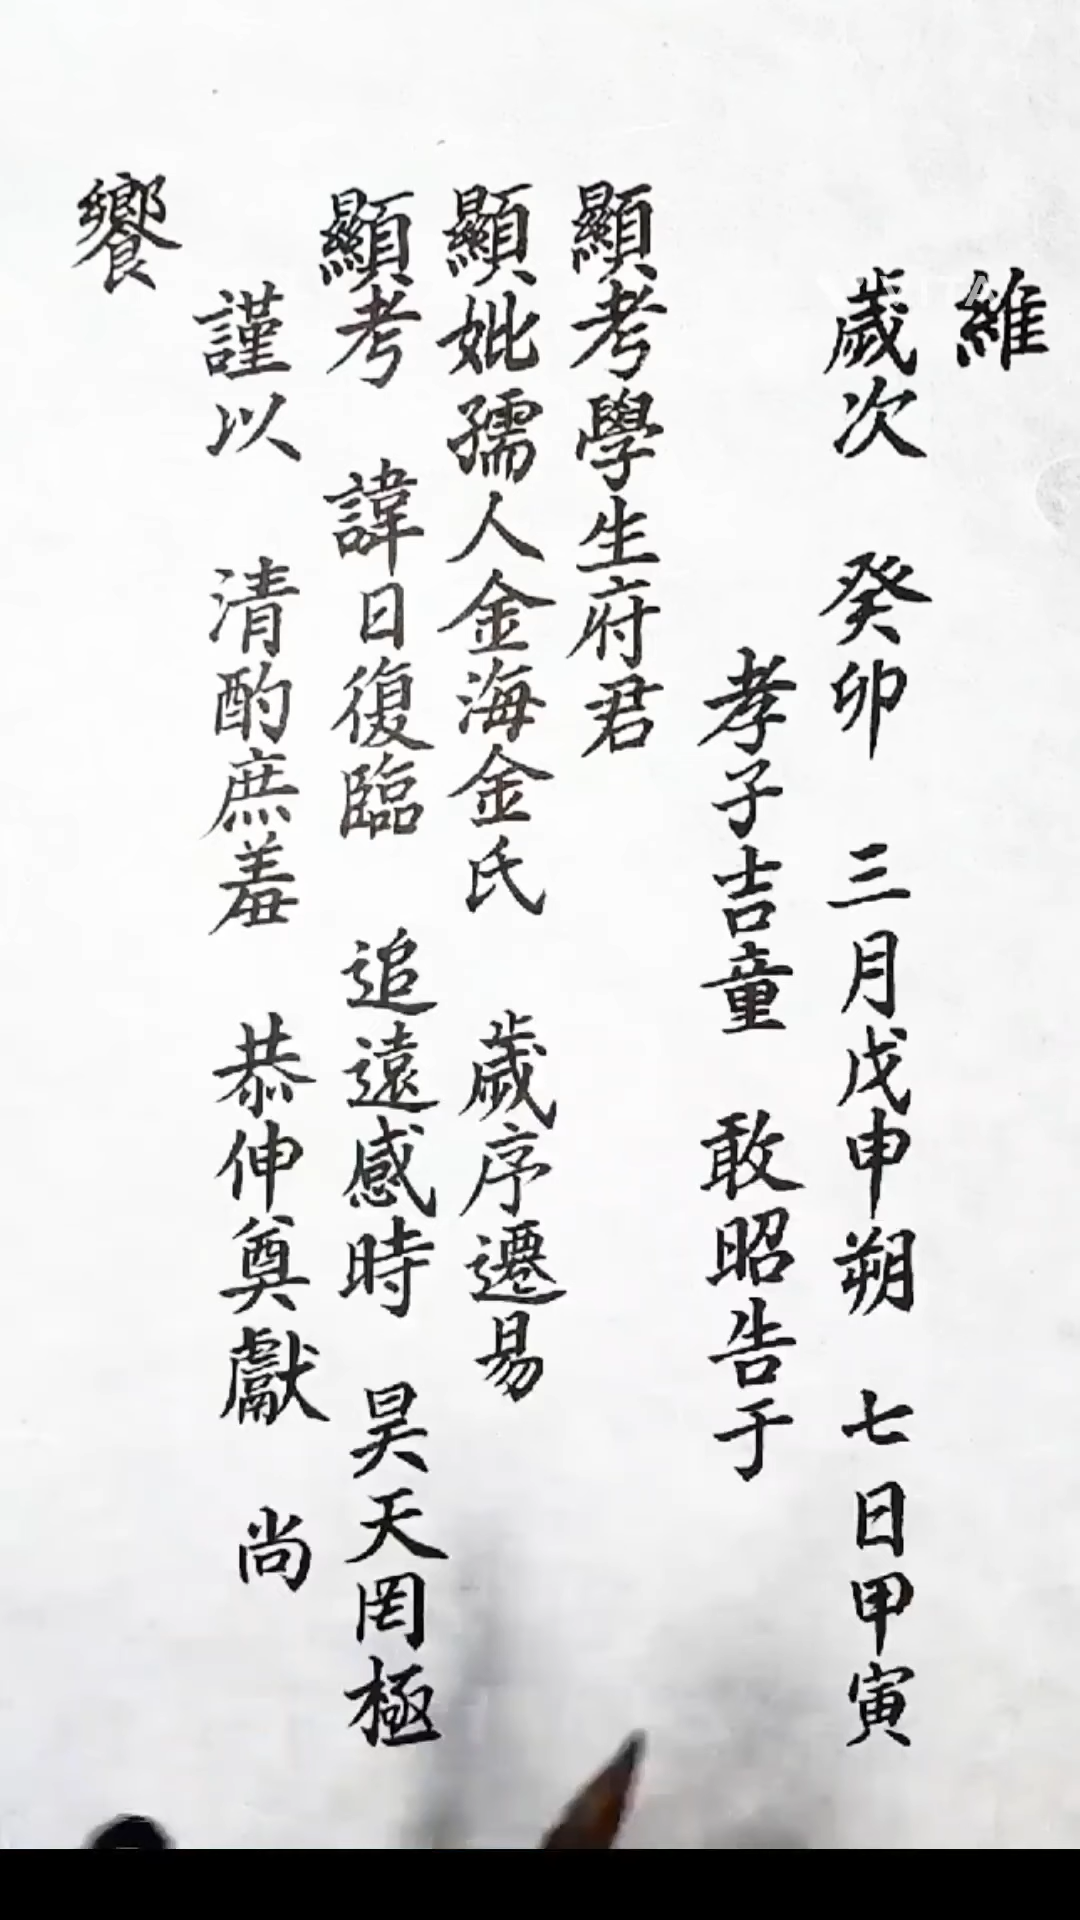 維
歲次 癸卯 三月戊申朔 七日甲寅
孝子吉童 敢昭告于
顯考學生府君
顯妣孺人金海金氏 歲序遷易
顯考 諱日復臨 追遠感時 昊天罔極
謹以 清酌庶羞 恭伸奠獻 尚
饗
VITA